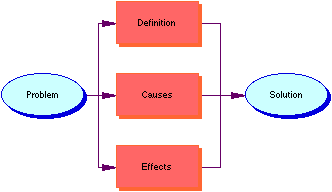 Definition
Problem
Causes
Solution
Effects